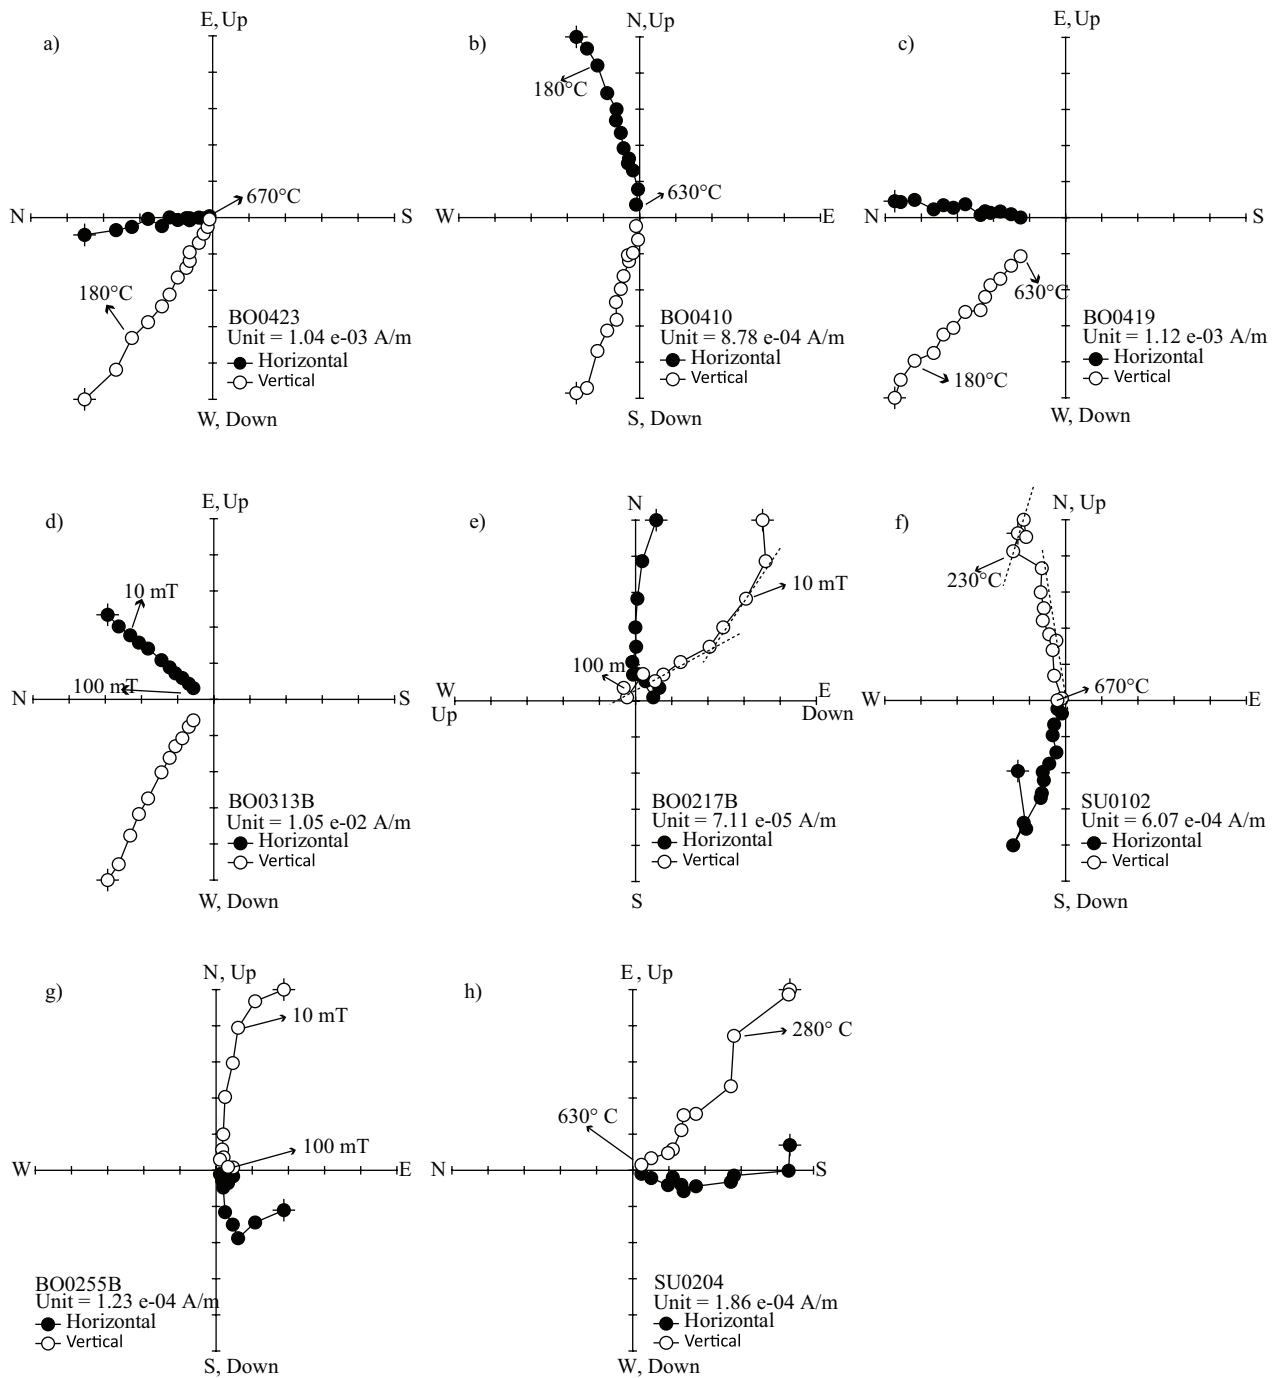 a)
E, Up
N
S
670°C
180°C
BO0423
Unit = 1.04 e-03 A/m
Horizontal
Vertical
W, Down
b)
N, Up
180°C
630°C
W
E
BO0410
Unit = 8.78 e-04 A/m
Horizontal
Vertical
S, Down
c)
E, Up
N
S
630°C
180°C
BO0419
Unit = 1.12 e-03 A/m
Horizontal
Vertical
W, Down
d)
E, Up
10 mT
100 mT
N
S
BO0313B
Unit = 1.05 e-02 A/m
Horizontal
Vertical
W, Down
e)
N
10 mT
100 m
W
Up
E
Down
BO0217B
Unit = 7.11 e-05 A/m
Horizontal
Vertical
S
f)
N, Up
230°C
670°C
W
E
SU0102
Unit = 6.07 e-04 A/m
Horizontal
Vertical
S, Down
g)
N, Up
10 mT
100 mT
W
E
BO0255B
Unit = 1.23 e-04 A/m
Horizontal
Vertical
S, Down
h)
E, Up
280° C
630° C
N
S
SU0204
Unit = 1.86 e-04 A/m
Horizontal
Vertical
W, Down